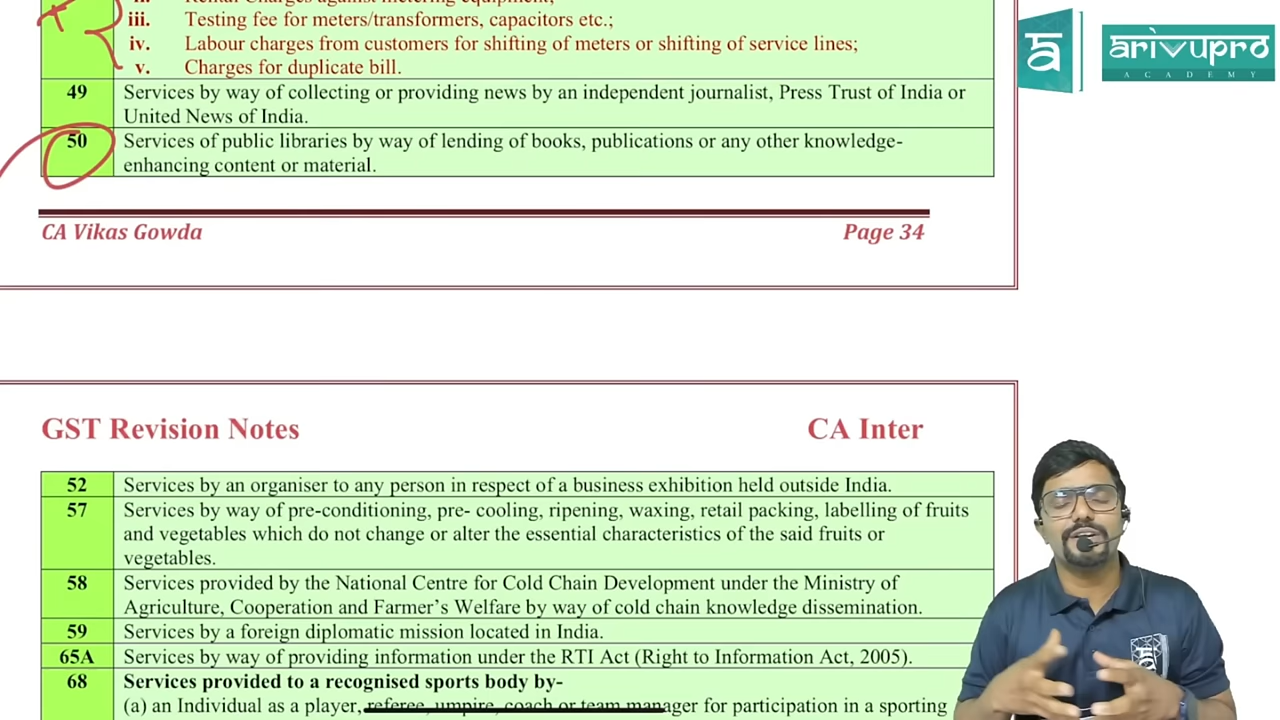 ii. Rental Charges against metering equipment;
iii. Testing fee for meters/transformers, capacitors etc.;
iv. Labour charges from customers for shifting of meters or shifting of service lines;
v. Charges for duplicate bill.
49 Services by way of collecting or providing news by an independent journalist, Press Trust of India or
United News of India.
50 Services of public libraries by way of lending of books, publications or any other knowledge-
enhancing content or material.
CA Vikas Gowda Page 34
GST Revision Notes CA Inter
52 Services by an organiser to any person in respect of a business exhibition held outside India.
57 Services by way of pre-conditioning, pre- cooling, ripening, waxing, retail packing, labelling of fruits
and vegetables which do not change or alter the essential characteristics of the said fruits or
vegetables.
58 Services provided by the National Centre for Cold Chain Development under the Ministry of
Agriculture, Cooperation and Farmer's Welfare by way of cold chain knowledge dissemination.
59 Services by a foreign diplomatic mission located in India.
65A Services by way of providing information under the RTI Act (Right to Information Act, 2005).
68 Services provided to a recognised sports body by-
(a) an Individual as a player, referee, umpire, coach or team manager for participation in a sporting
arivupro
ACADEMY